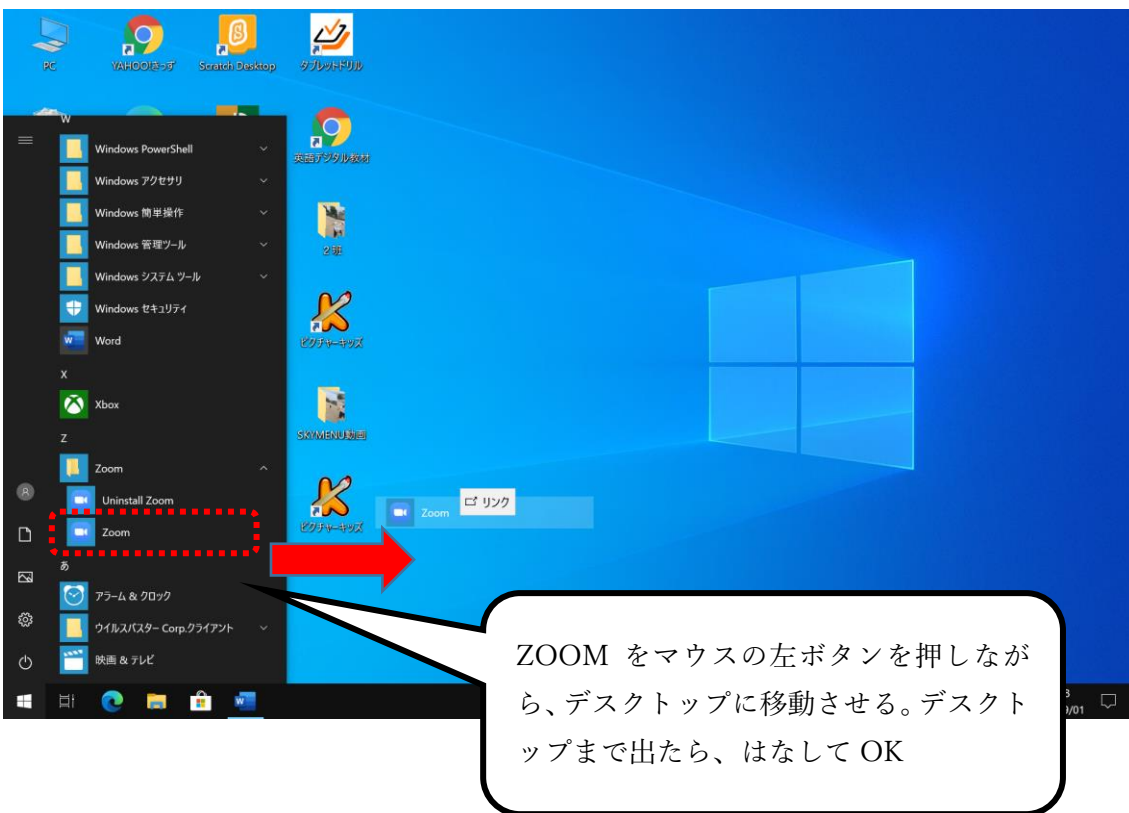 PC
YAHOO!きっず
Scratch Desktop
タブレットドリル
W
Windows PowerShell
Windows アクセサリ
Windows 簡単操作
Windows 管理ツール
Windows システム ツール
Windows セキュリティ
Word
X
Xbox
Z
Zoom
Uninstall Zoom
Zoom
あ
アラーム & クロック
ウイルスバスター Corp.クライアント
映画 & テレビ
英語デジタル教材
2班
ピクチャーキッズ
SKYMENU動画
ピクチャーキッズ
Zoom
リンク
ZOOM をマウスの左ボタンを押しなが
ら、デスクトップに移動させる。デスクト
ップまで出たら、はなして OK
/01